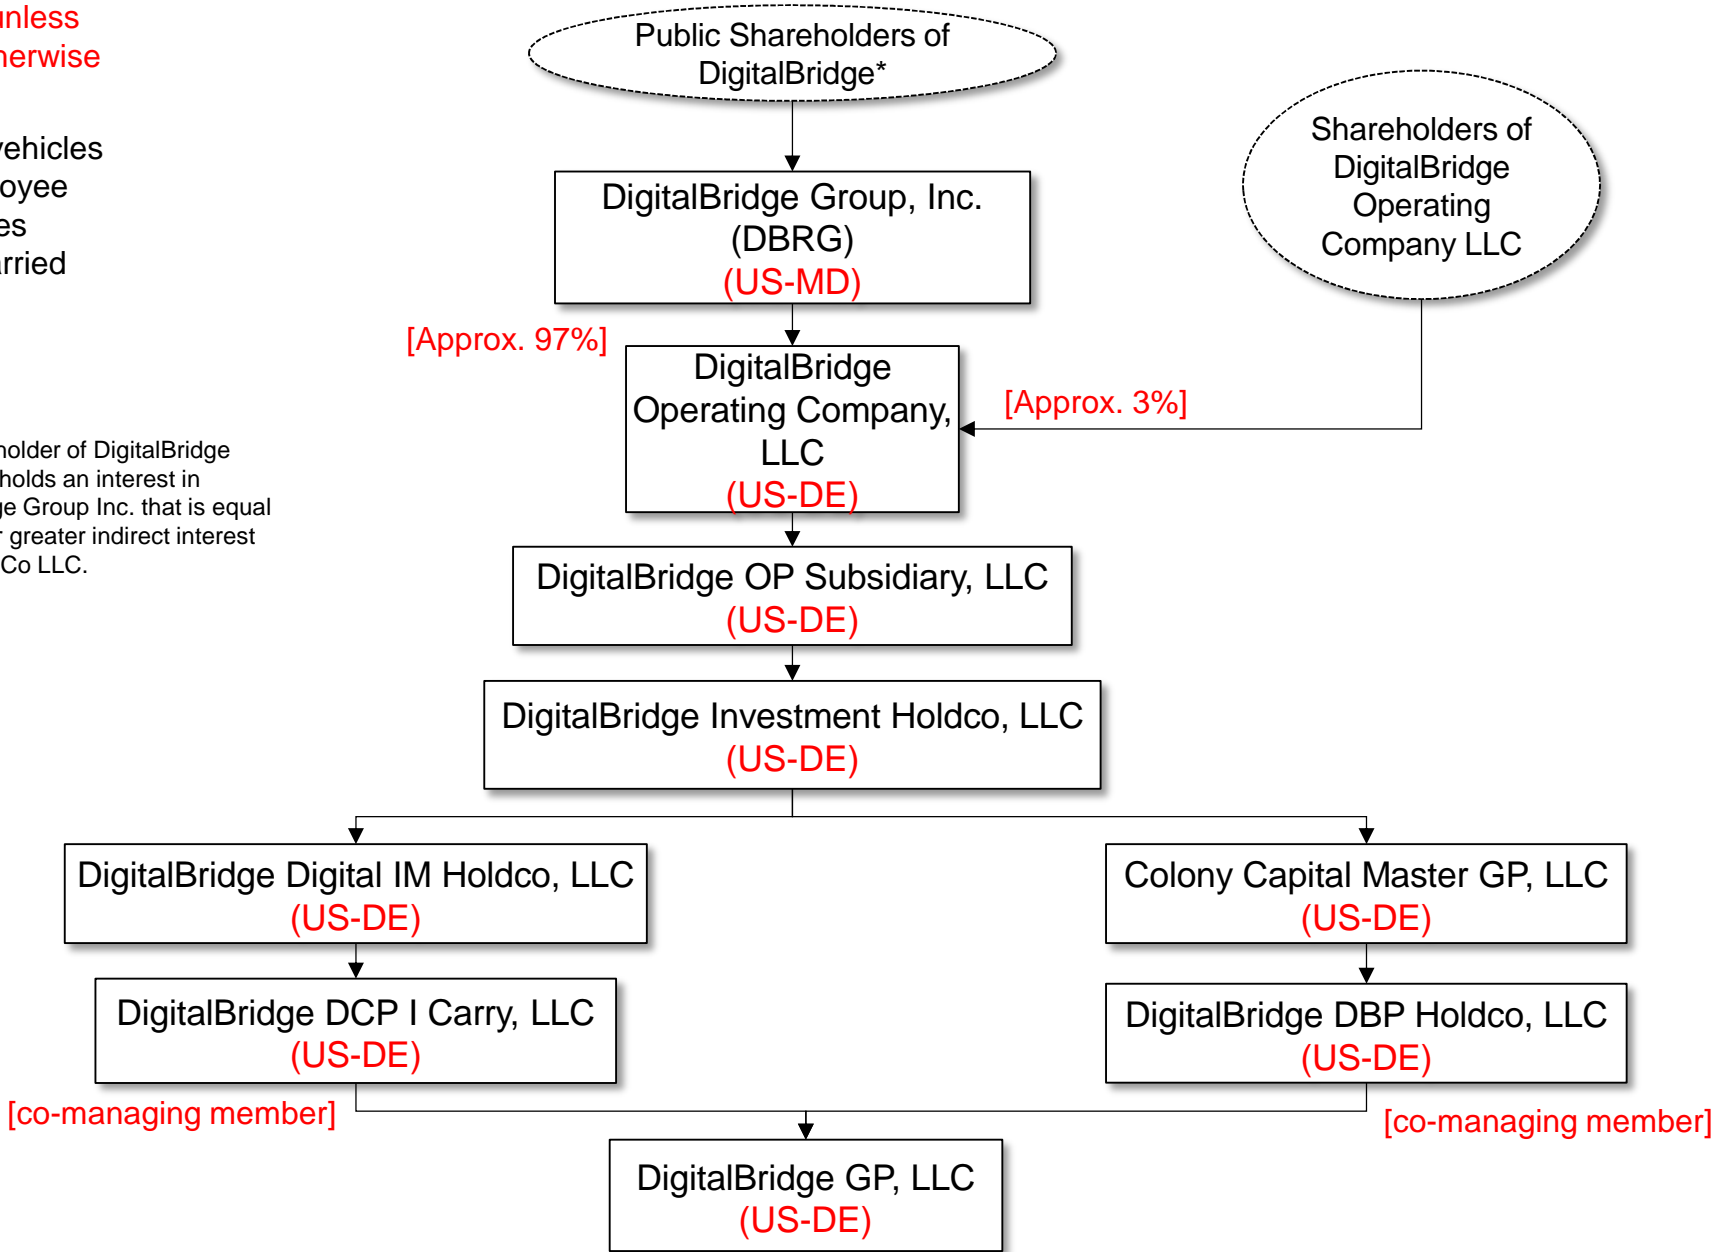 unless
herwise
vehicles
loyee
es
arried
holder of DigitalBridge
holds an interest in
ge Group Inc. that is equal
r greater indirect interest
Co LLC.
Public Shareholders of
DigitalBridge*
Shareholders of
DigitalBridge
Operating
Company LLC
DigitalBridge Group, Inc.
(DBRG)
(US-MD)
[Approx. 97%]
DigitalBridge
Operating Company,
LLC
(US-DE)
[Approx. 3%]
DigitalBridge OP Subsidiary, LLC
(US-DE)
DigitalBridge Investment Holdco, LLC
(US-DE)
DigitalBridge Digital IM Holdco, LLC
(US-DE)
Colony Capital Master GP, LLC
(US-DE)
DigitalBridge DCP I Carry, LLC
(US-DE)
DigitalBridge DBP Holdco, LLC
(US-DE)
[co-managing member]
[co-managing member]
DigitalBridge GP, LLC
(US-DE)